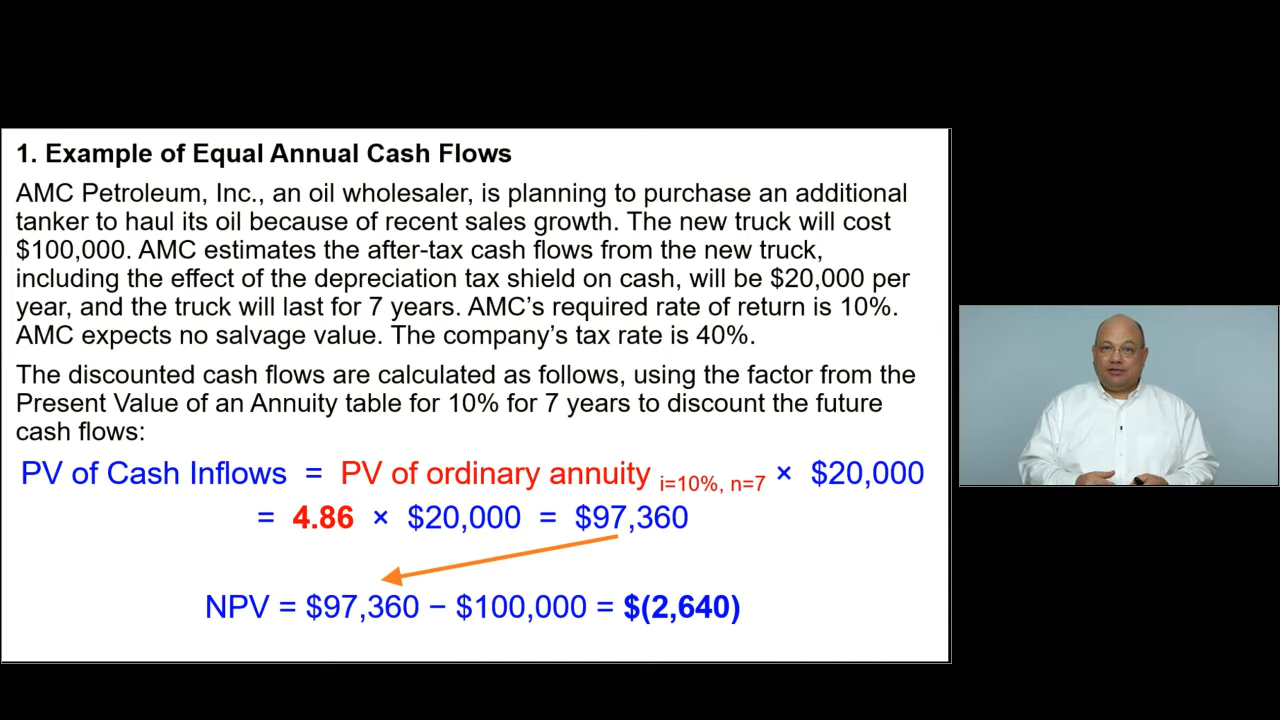 1. Example of Equal Annual Cash Flows
AMC Petroleum, Inc., an oil wholesaler, is planning to purchase an additional
tanker to haul its oil because of recent sales growth. The new truck will cost
$100,000. AMC estimates the after-tax cash flows from the new truck,
including the effect of the depreciation tax shield on cash, will be $20,000 per
year, and the truck will last for 7 years. AMC’s required rate of return is 10%.
AMC expects no salvage value. The company’s tax rate is 40%.
The discounted cash flows are calculated as follows, using the factor from the
Present Value of an Annuity table for 10% for 7 years to discount the future
cash flows:
PV of Cash Inflows = PV of ordinary annuity i=10%, n=7 × $20,000
= 4.86 × $20,000 = $97,360
NPV = $97,360 − $100,000 = $(2,640)